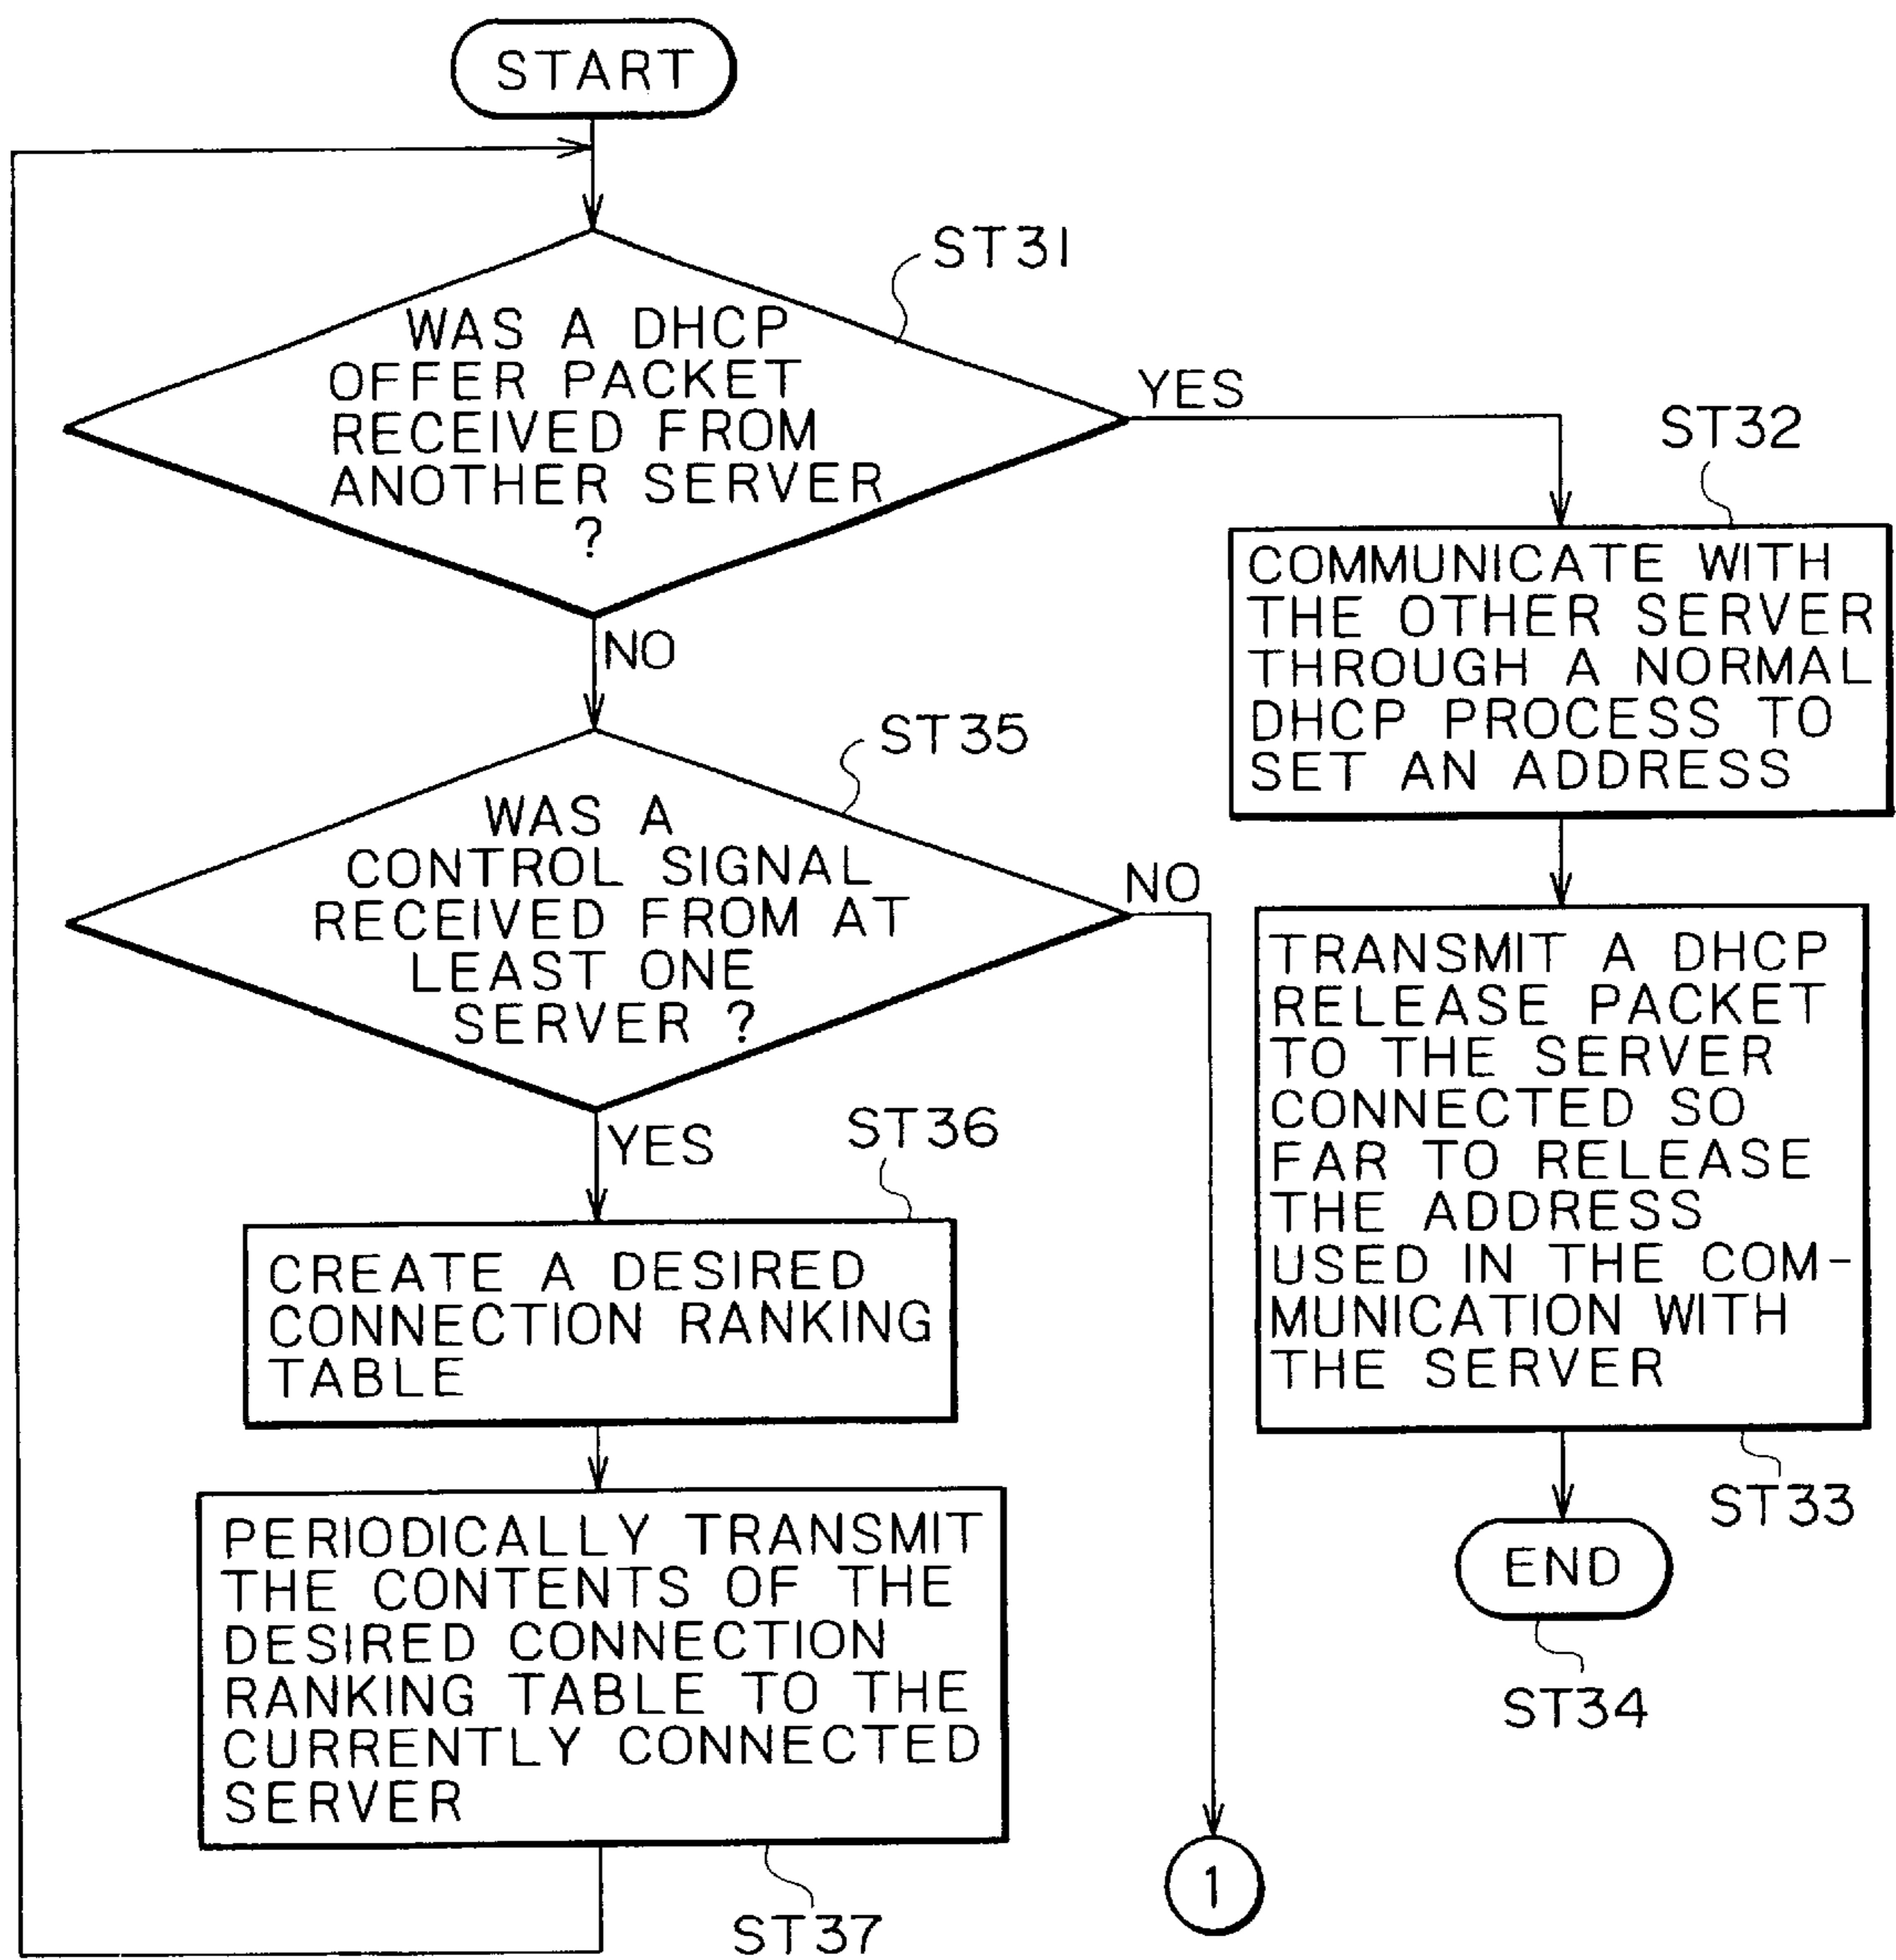 START
ST31
WAS A DHCP
OFFER PACKET
RECEIVED FROM
ANOTHER SERVER
?
YES
NO
ST32
COMMUNICATE WITH
THE OTHER SERVER
THROUGH A NORMAL
DHCP PROCESS TO
SET AN ADDRESS
ST35
WAS A
CONTROL SIGNAL
RECEIVED FROM AT
LEAST ONE
SERVER ?
NO
YES
TRANSMIT A DHCP
RELEASE PACKET
TO THE SERVER
CONNECTED SO
FAR TO RELEASE
THE ADDRESS
USED IN THE COM-
MUNICATION WITH
THE SERVER
ST33
ST36
CREATE A DESIRED
CONNECTION RANKING
TABLE
PERIODICALLY TRANSMIT
THE CONTENTS OF THE
DESIRED CONNECTION
RANKING TABLE TO THE
CURRENTLY CONNECTED
SERVER
ST37
END
ST34
1